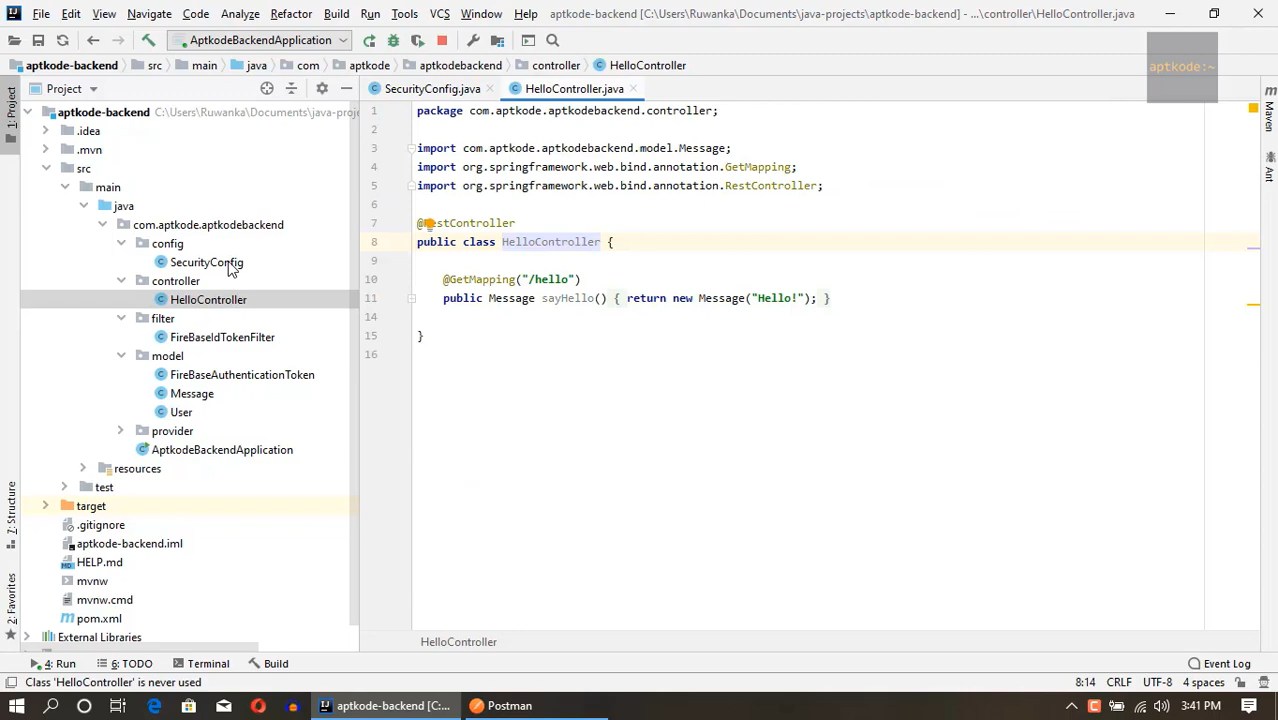 File Edit View Navigate Code Analyze Refactor Build Run Tools VCS Window Help aptkode-backend [C:\Users\Ruwanka\Documents\java-projects\aptkode-backend] - ...\controller\HelloController.java
AptkodeBackendApplication
aptkode-backend src main java com aptkode aptkodebackend controller HelloController
aptkode:~
1: Project
Project
SecurityConfig.java HelloController.java
aptkode-backend C:\Users\Ruwanka\Documents\java-proje
.idea
.mvn
src
main
java
com.aptkode.aptkodebackend
config
SecurityConfig
controller
HelloController
filter
FireBaseIdTokenFilter
model
FireBaseAuthenticationToken
Message
User
provider
AptkodeBackendApplication
resources
test
target
.gitignore
aptkode-backend.iml
HELP.md
mvnw
mvnw.cmd
pom.xml
External Libraries
Z: Structure
2: Favorites
1 package com.aptkode.aptkodebackend.controller;
2
3 import com.aptkode.aptkodebackend.model.Message;
4 import org.springframework.web.bind.annotation.GetMapping;
5 import org.springframework.web.bind.annotation.RestController;
6
7 @RestController
8 public class HelloController {
9
10 @GetMapping("/hello")
11 public Message sayHello() { return new Message("Hello!"); }
14
15 }
16
HelloController
Maven
Ant
4: Run 6: TODO Terminal Build Event Log
Class 'HelloController' is never used 8:14 CRLF UTF-8 4 spaces
aptkode-backend [C:... Postman 3:41 PM